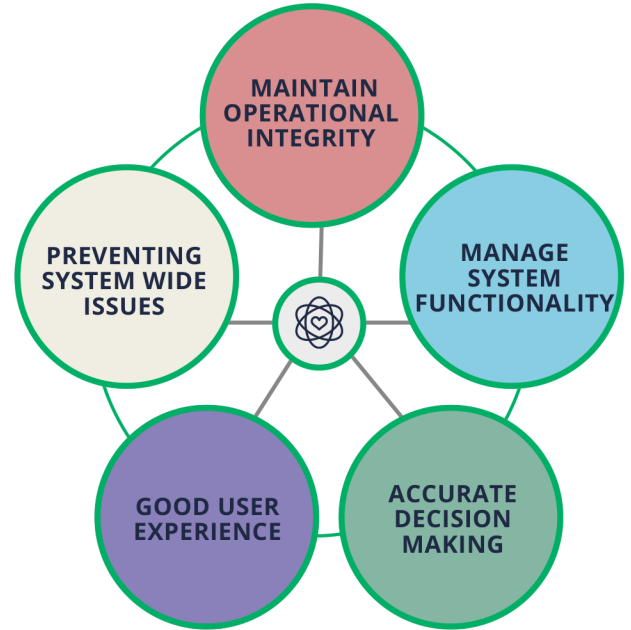 MAINTAIN
OPERATIONAL
INTEGRITY
PREVENTING
SYSTEM WIDE
ISSUES
MANAGE
SYSTEM
FUNCTIONALITY
GOOD USER
EXPERIENCE
ACCURATE
DECISION
MAKING